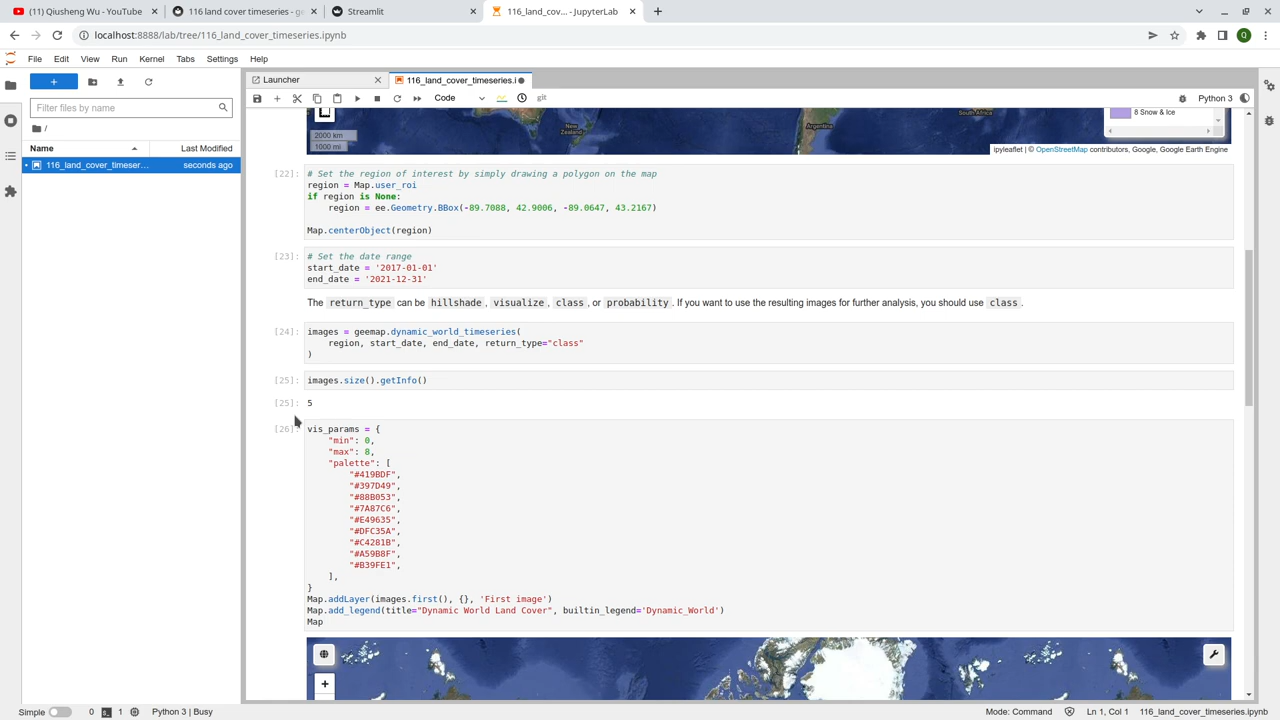 (11) Qiusheng Wu - YouTube
116 land cover timeseries - ge
Streamlit
116_land_cov... - JupyterLab
localhost:8888/lab/tree/116_land_cover_timeseries.ipynb
Q
File Edit View Run Kernel Tabs Settings Help
Launcher
116_land_cover_timeseries.i
Filter files by name
Code
git
Python 3
/
Name
Last Modified
116_land_cover_timeser...
seconds ago
New Zealand
Argentina
South Africa
8 Snow & Ice
2000 km
1000 mi
ipyleaflet | © OpenStreetMap contributors, Google, Google Earth Engine
[22]:
# Set the region of interest by simply drawing a polygon on the map
region = Map.user_roi
if region is None:
region = ee.Geometry.BBox(-89.7088, 42.9006, -89.0647, 43.2167)
Map.centerObject(region)
[23]:
# Set the date range
start_date = '2017-01-01'
end_date = '2021-12-31'
The return_type can be hillshade, visualize, class, or probability. If you want to use the resulting images for further analysis, you should use class.
[24]:
images = geemap.dynamic_world_timeseries(
region, start_date, end_date, return_type="class"
)
[25]:
images.size().getInfo()
[25]:
5
[26]:
vis_params = {
"min": 0,
"max": 8,
"palette": [
"#419BDF",
"#397D49",
"#88B053",
"#7A87C6",
"#E49635",
"#DFC35A",
"#C4281B",
"#A59B8F",
"#B39FE1",
],
}
Map.addLayer(images.first(), {}, 'First image')
Map.add_legend(title="Dynamic World Land Cover", builtin_legend='Dynamic_World')
Map
+
Simple
0
1
Python 3 | Busy
Mode: Command
Ln 1, Col 1
116_land_cover_timeseries.ipynb